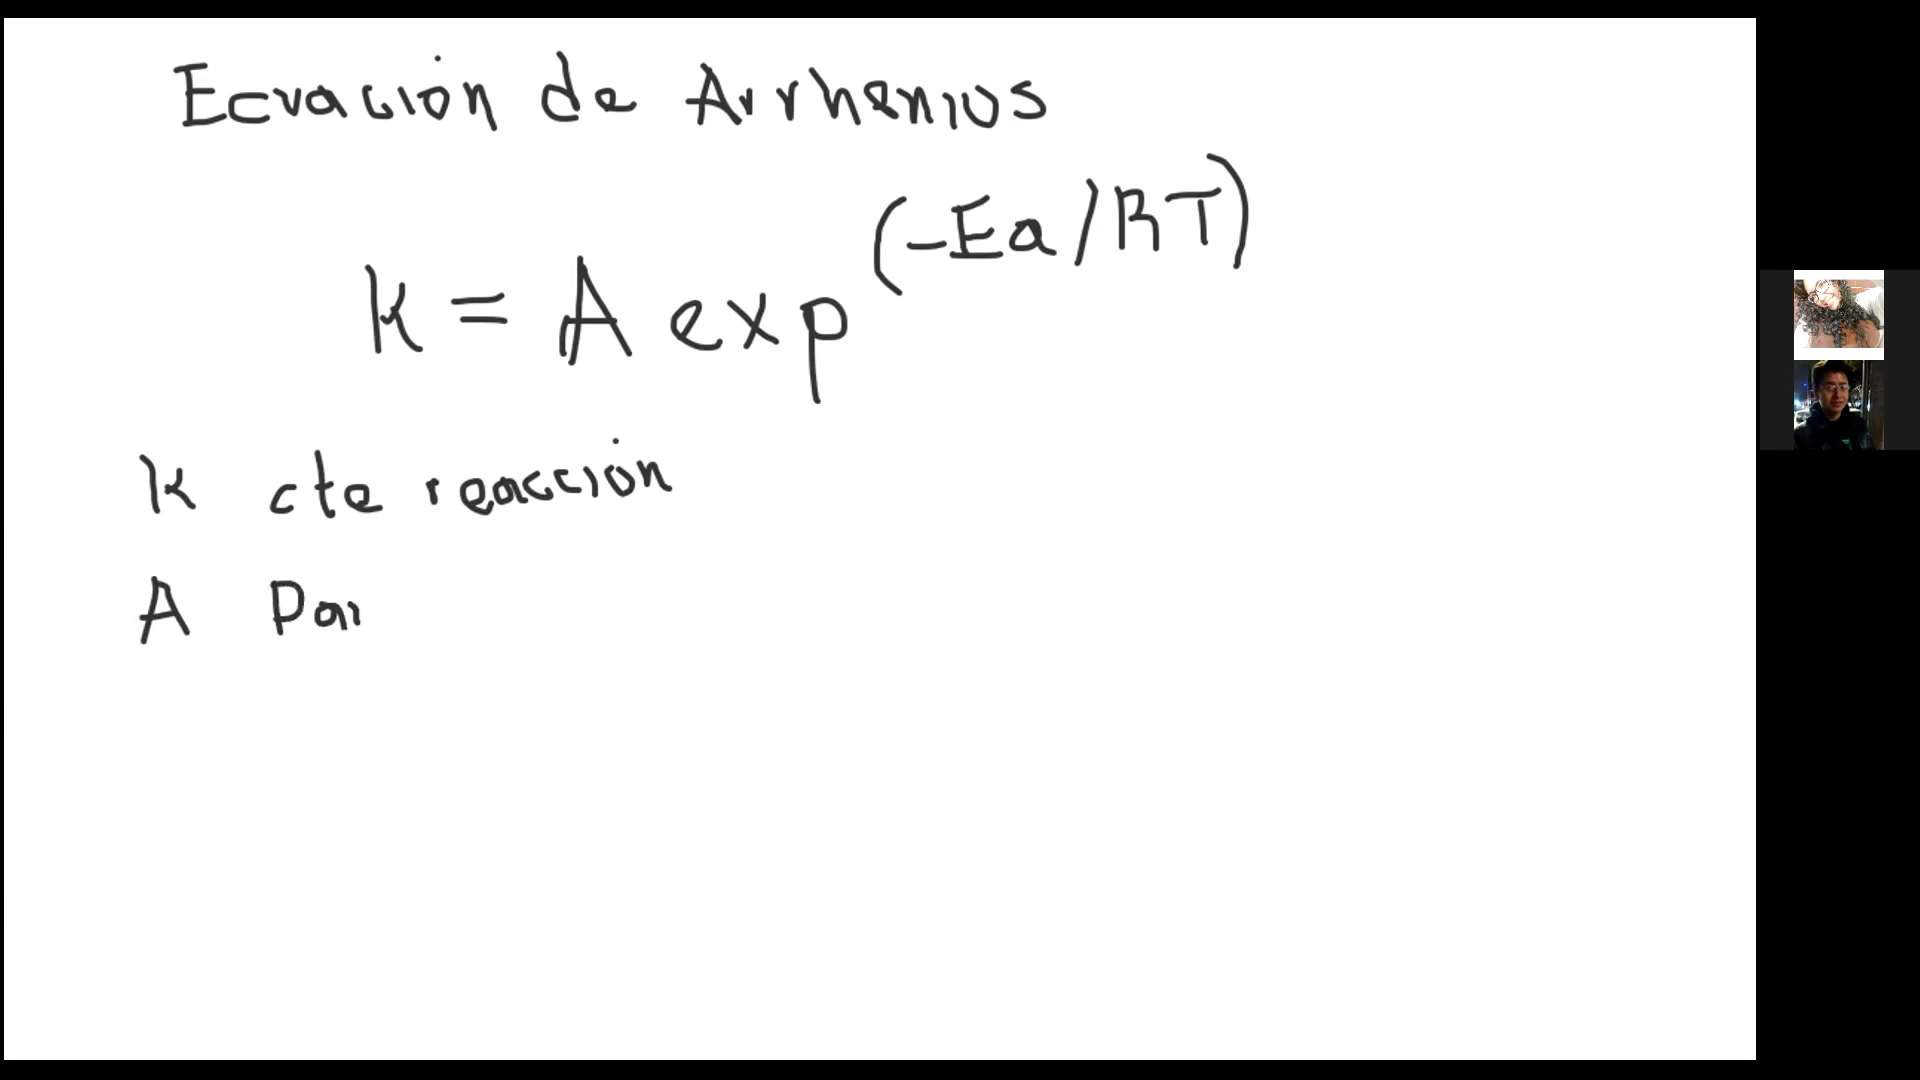 Ecuación de Arrhenius
K = A exp^(-Ea/RT)
K cte reacción
A Par